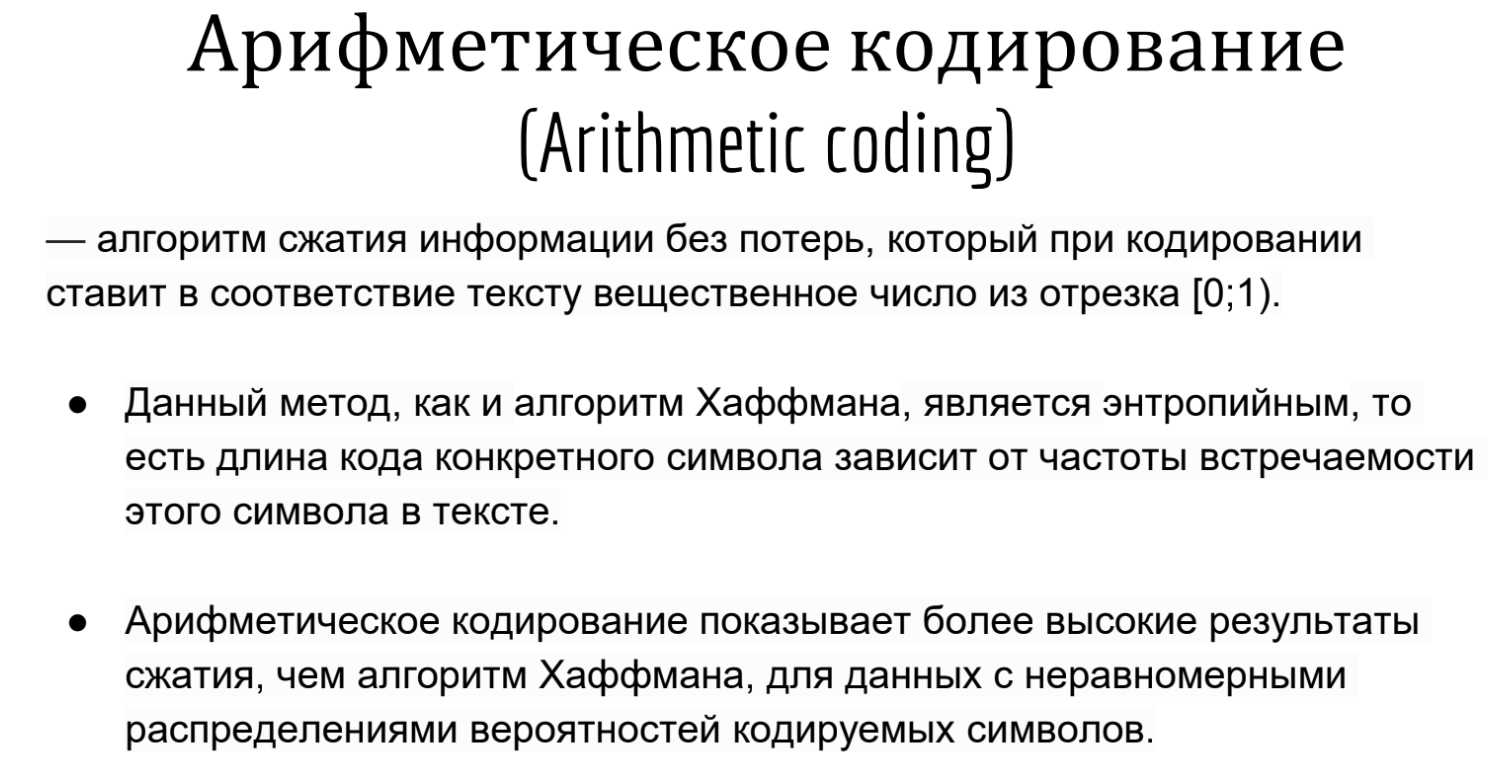 Арифметическое кодирование
(Arithmetic coding)
— алгоритм сжатия информации без потерь, который при кодировании
ставит в соответствие тексту вещественное число из отрезка [0;1).
● Данный метод, как и алгоритм Хаффмана, является энтропийным, то
есть длина кода конкретного символа зависит от частоты встречаемости
этого символа в тексте.
● Арифметическое кодирование показывает более высокие результаты
сжатия, чем алгоритм Хаффмана, для данных с неравномерными
распределениями вероятностей кодируемых символов.